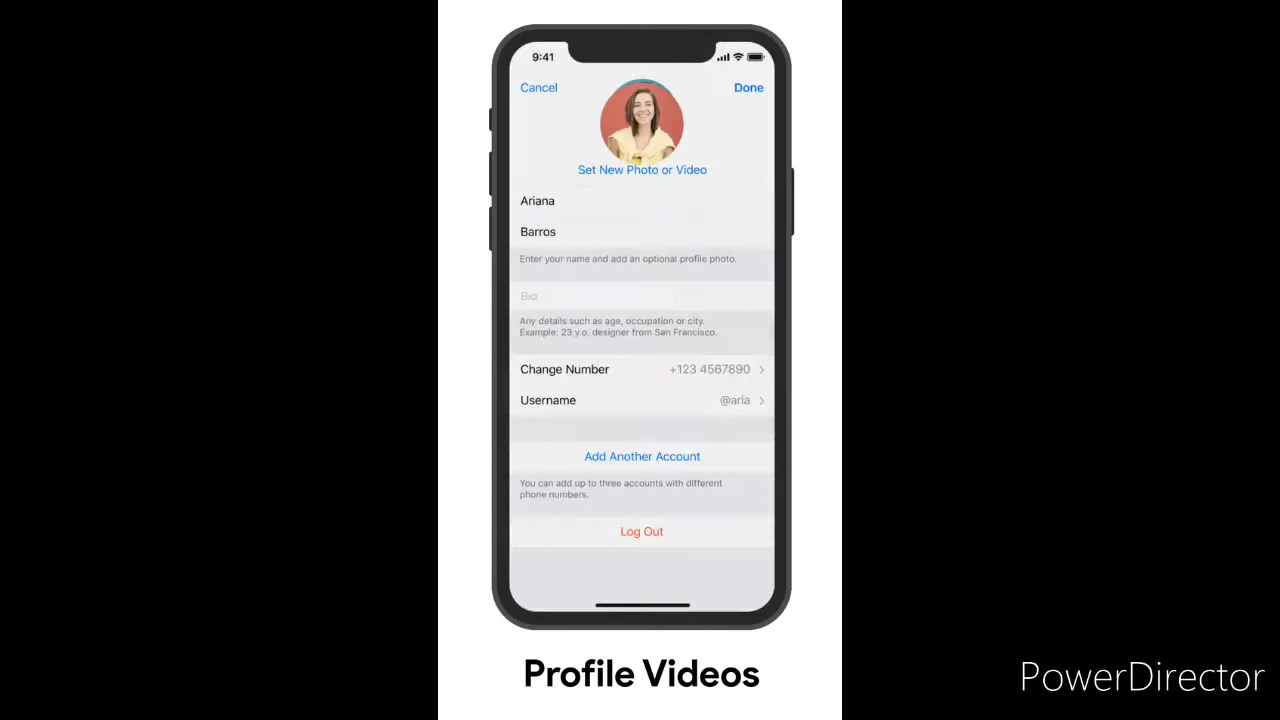 9:41
Cancel
Done
Set New Photo or Video
Ariana
Barros
Enter your name and add an optional profile photo.
Bio
Any details such as age, occupation or city.
Example: 23 y.o. designer from San Francisco.
Change Number +123 4567890
Username @aria
Add Another Account
You can add up to three accounts with different
phone numbers.
Log Out
Profile Videos
PowerDirector